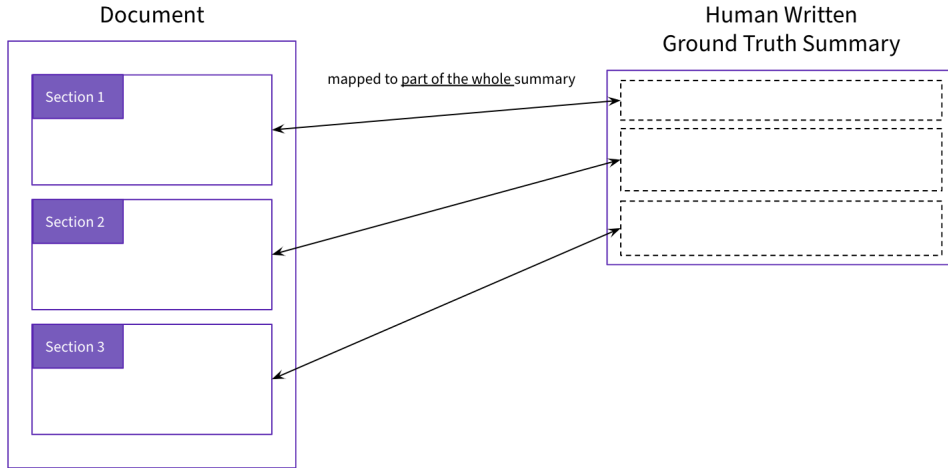 Document
Human Written
Ground Truth Summary
mapped to part of the whole summary
Section 1
Section 2
Section 3